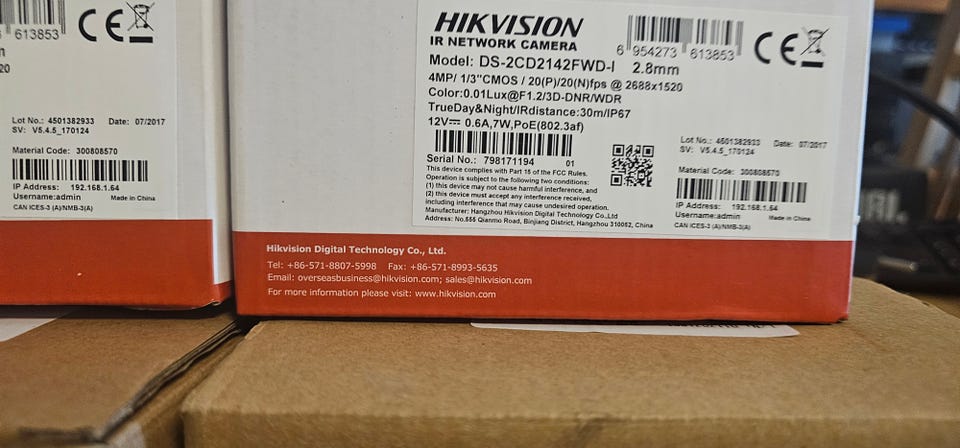 613853
CE
20
Lot No.: 4501382933 Date: 07/2017
SV: V5.4.5_170124
Material Code: 300808570
IP Address: 192.168.1.64
Username:admin Made in China
CAN ICES-3 (A)/NMB-3(A)
HIKVISION
IR NETWORK CAMERA
6 954273 613853
CE
Model: DS-2CD2142FWD-I 2.8mm
4MP/ 1/3"CMOS / 20(P)/20(N)fps @ 2688x1520
Color:0.01Lux@F1.2/3D-DNR/WDR
TrueDay&Night/IRdistance:30m/IP67
12V⎓ 0.6A,7W,PoE(802.3af)
Serial No.: 798171194 01
This device complies with Part 15 of the FCC Rules.
Operation is subject to the following two conditions:
(1) this device may not cause harmful interference, and
(2) this device must accept any interference received,
including interference that may cause undesired operation.
Manufacturer: Hangzhou Hikvision Digital Technology Co.,Ltd
Address: No.555 Qianmo Road, Binjiang District, Hangzhou 310052, China
Lot No.: 4501382933 Date: 07/2017
SV: V5.4.5_170124
Material Code: 300808570
IP Address: 192.168.1.64
Username:admin Made in China
CAN ICES-3 (A)/NMB-3(A)
Hikvision Digital Technology Co., Ltd.
Tel: +86-571-8807-5998 Fax: +86-571-8993-5635
Email: overseasbusiness@hikvision.com; sales@hikvision.com
For more information please visit: www.hikvision.com